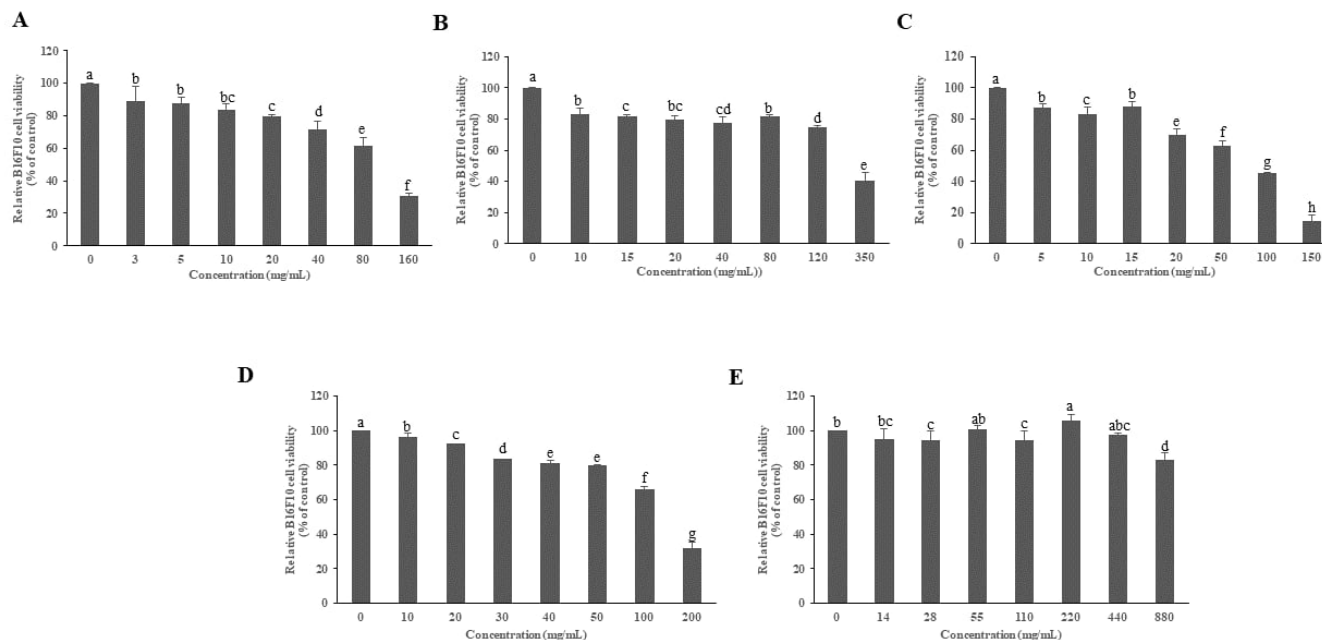 A
Relative B16F10 cell viability
(% of control)
120
100
80
60
40
20
0
a
b
b
bc
c
d
e
f
0 3 5 10 20 40 80 160
Concentration (mg/mL)
B
Relative B16F10 cell viability
(% of control)
120
100
80
60
40
20
0
a
b
c
bc
cd
b
d
e
0 10 15 20 40 80 120 350
Concentration (mg/mL))
C
Relative B16F10 cell viability
(% of control)
120
100
80
60
40
20
0
a
b
c
b
e
f
g
h
0 5 10 15 20 50 100 150
Concentration (mg/mL)
D
Relative B16F10 cell viability
(% of control)
120
100
80
60
40
20
0
a
b
c
d
e
e
f
g
0 10 20 30 40 50 100 200
Concentration (mg/mL)
E
Relative B16F10 cell viability
(% of control)
120
100
80
60
40
20
0
b
bc
c
ab
c
a
abc
d
0 14 28 55 110 220 440 880
Concentration (mg/mL)